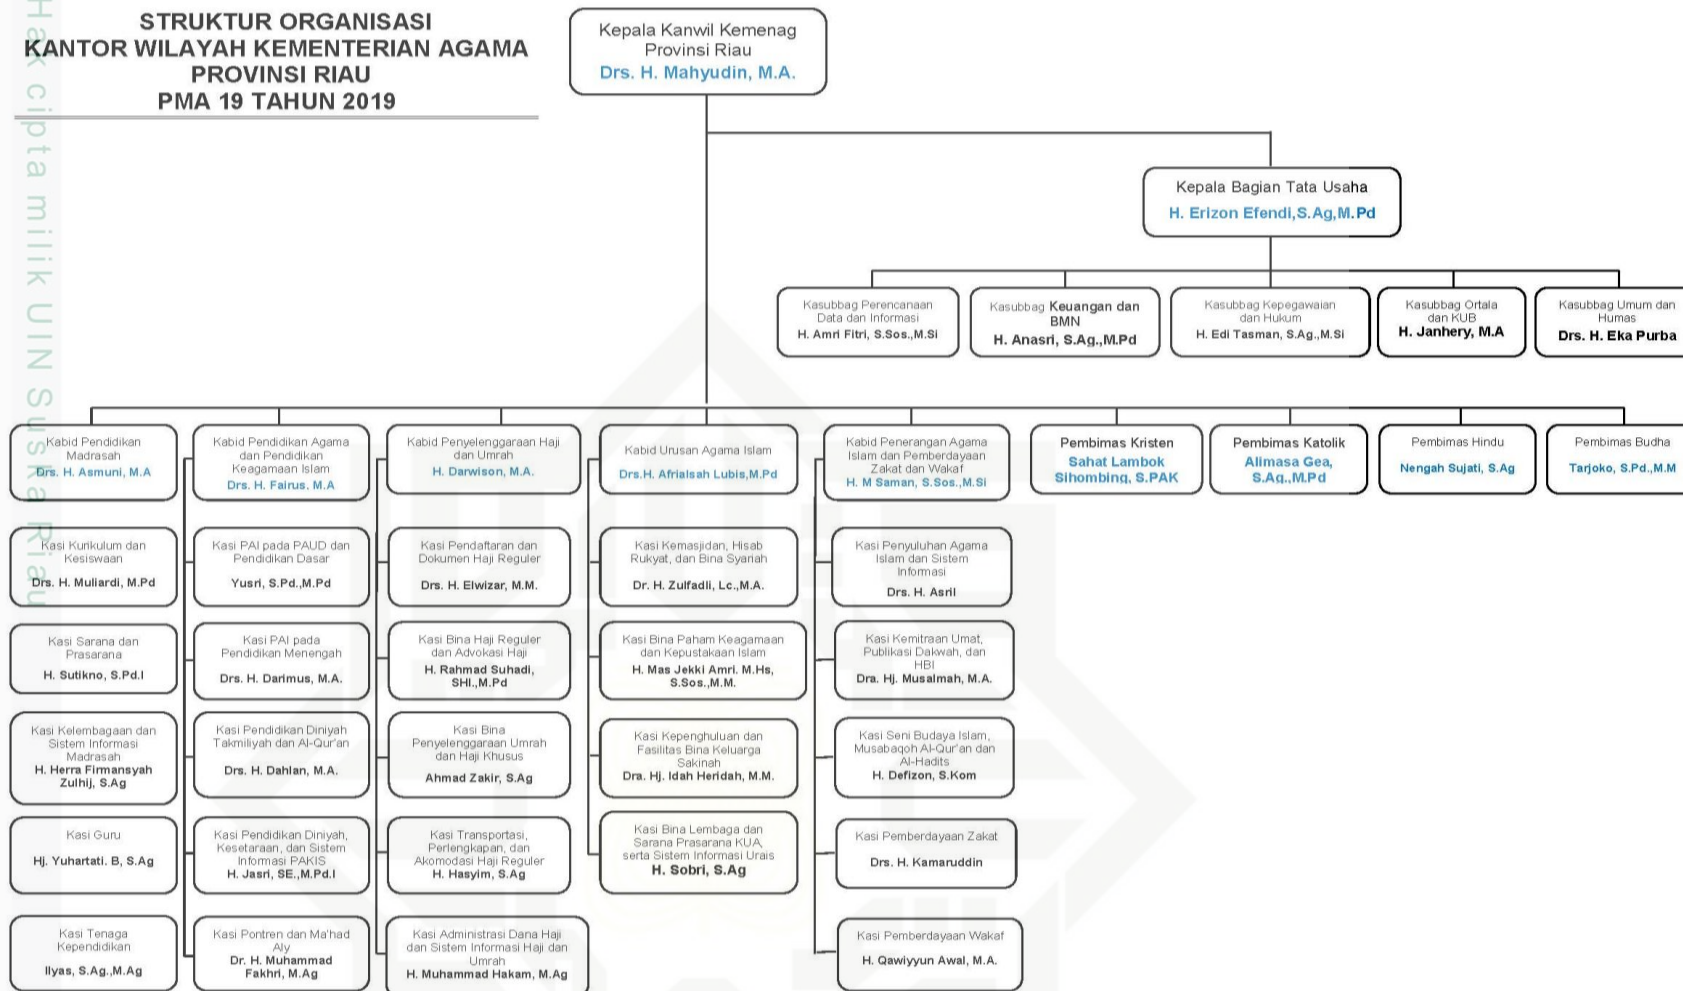 STRUKTUR ORGANISASI
KANTOR WILAYAH KEMENTERIAN AGAMA
PROVINSI RIAU
PMA 19 TAHUN 2019
Hak cipta milik UIN Suska Riau
Kepala Kanwil Kemenag
Provinsi Riau
Drs. H. Mahyudin, M.A.
Kepala Bagian Tata Usaha
H. Erizon Efendi,S.Ag,M.Pd
Kasubbag Perencanaan
Data dan Informasi
H. Amri Fitri, S.Sos.,M.Si
Kasubbag Keuangan dan
BMN
H. Anasri, S.Ag.,M.Pd
Kasubbag Kepegawaian
dan Hukum
H. Edi Tasman, S.Ag.,M.Si
Kasubbag Ortala
dan KUB
H. Janhery, M.A
Kasubbag Umum dan
Humas
Drs. H. Eka Purba
Kabid Pendidikan
Madrasah
Drs. H. Asmuni, M.A
Kabid Pendidikan Agama
dan Pendidikan
Keagamaan Islam
Drs. H. Fairus. M.A
Kabid Penyelenggaraan Haji
dan Umrah
H. Darwison, M.A.
Kabid Urusan Agama Islam
Drs.H. Afrialsah Lubis,M.Pd
Kabid Penerangan Agama
Islam dan Pemberdayaan
Zakat dan Wakaf
H. M Saman, S.Sos.,M.Si
Pembimas Kristen
Sahat Lambok
Sihombing, S.PAK
Pembimas Katolik
Alimasa Gea,
S.Ag.,M.Pd
Pembimas Hindu
Nengah Sujati, S.Ag
Pembimas Budha
Tarjoko, S.Pd.,M.M
Kasi Kurikulum dan
Kesiswaan
Drs. H. Muliardi, M.Pd
Kasi PAI pada PAUD dan
Pendidikan Dasar
Yusri, S.Pd.,M.Pd
Kasi Pendaftaran dan
Dokumen Haji Reguler
Drs. H. Elwizar, M.M.
Kasi Kemasjidan, Hisab
Rukyat, dan Bina Syariah
Dr. H. Zulfadli, Lc.,M.A.
Kasi Penyuluhan Agama
Islam dan Sistem
Informasi
Drs. H. Asril
Kasi Sarana dan
Prasarana
H. Sutikno, S.Pd.I
Kasi PAI pada
Pendidikan Menengah
Drs. H. Darimus, M.A.
Kasi Bina Haji Reguler
dan Advokasi Haji
H. Rahmad Suhadi,
SHI.,M.Pd
Kasi Bina Paham Keagamaan
dan Kepustakaan Islam
H. Mas Jekki Amri. M.Hs,
S.Sos.,M.M.
Kasi Kemitraan Umat,
Publikasi Dakwah, dan
HBI
Dra. Hj. Musalmah, M.A.
Kasi Kelembagaan dan
Sistem Informasi
Madrasah
H. Herra Firmansyah
Zulhij, S.Ag
Kasi Pendidikan Diniyah
Takmiliyah dan Al-Qur'an
Drs. H. Dahlan, M.A.
Kasi Bina
Penyelenggaraan Umrah
dan Haji Khusus
Ahmad Zakir, S.Ag
Kasi Kepenghuluan dan
Fasilitas Bina Keluarga
Sakinah
Dra. Hj. Idah Heridah, M.M.
Kasi Seni Budaya Islam,
Musabaqoh Al-Qur'an dan
Al-Hadits
H. Defizon, S.Kom
Kasi Guru
Hj. Yuhartati. B, S.Ag
Kasi Pendidikan Diniyah,
Kesetaraan, dan Sistem
Informasi PAKIS
H. Jasri, SE.,M.Pd.I
Kasi Transportasi,
Perlengkapan, dan
Akomodasi Haji Reguler
H. Hasyim, S.Ag
Kasi Bina Lembaga dan
Sarana Prasarana KUA,
serta Sistem Informasi Urais
H. Sobri, S.Ag
Kasi Pemberdayaan Zakat
Drs. H. Kamaruddin
Kasi Tenaga
Kependidikan
Ilyas, S.Ag.,M.Ag
Kasi Pontren dan Ma'had
Aly
Dr. H. Muhammad
Fakhri, M.Ag
Kasi Administrasi Dana Haji
dan Sistem Informasi Haji dan
Umrah
H. Muhammad Hakam, M.Ag
Kasi Pemberdayaan Wakaf
H. Qawiyyun Awal, M.A.